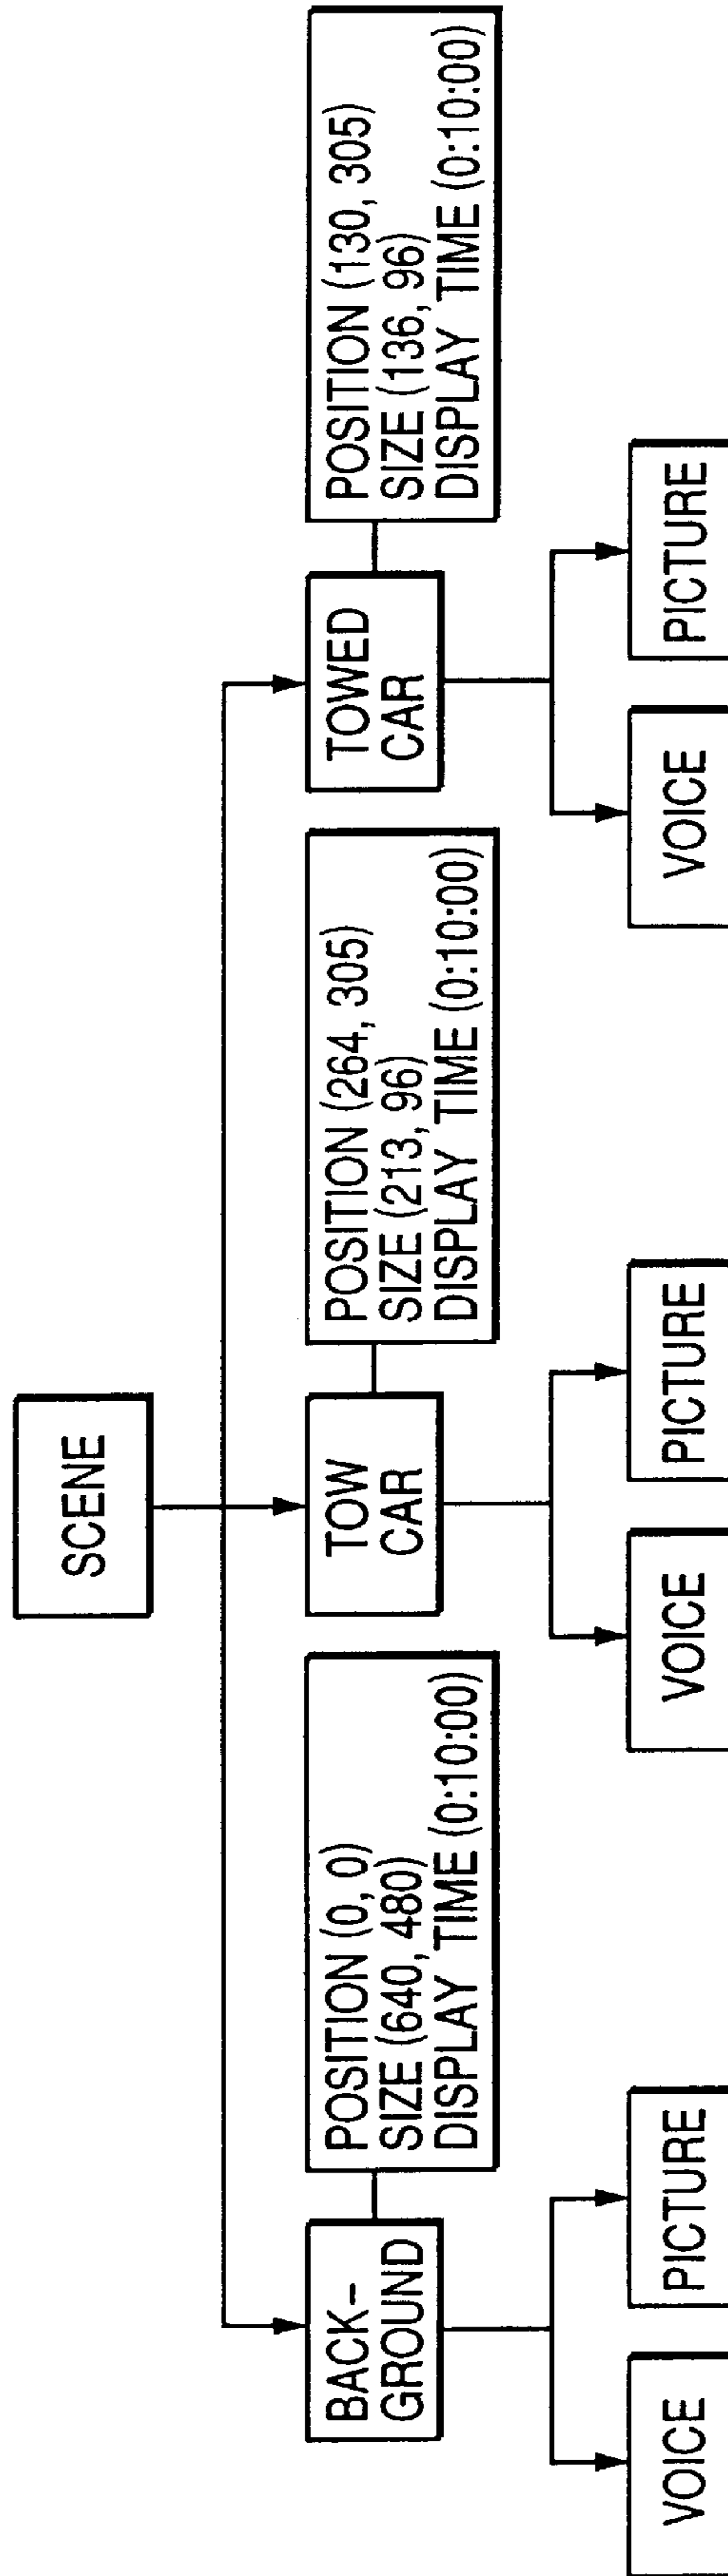 SCENE
BACK-
GROUND
POSITION (0, 0)
SIZE (640, 480)
DISPLAY TIME (0:10:00)
TOW
CAR
POSITION (264, 305)
SIZE (213, 96)
DISPLAY TIME (0:10:00)
TOWED
CAR
POSITION (130, 305)
SIZE (136, 96)
DISPLAY TIME (0:10:00)
VOICE
PICTURE
VOICE
PICTURE
VOICE
PICTURE